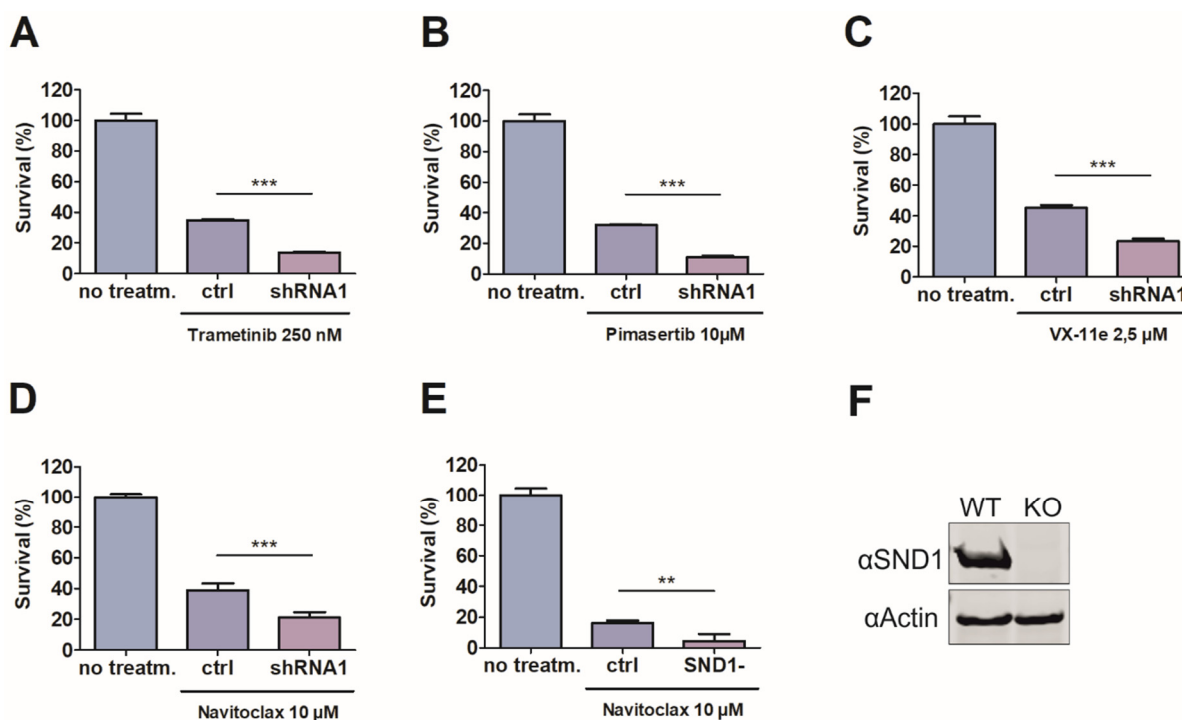 A
Survival (%)
120
100
80
60
40
20
0
no treatm. ctrl shRNA1
***
Trametinib 250 nM
B
Survival (%)
120
100
80
60
40
20
0
no treatm. ctrl shRNA1
***
Pimasertib 10µM
C
Survival (%)
120
100
80
60
40
20
0
no treatm. ctrl shRNA1
***
VX-11e 2,5 µM
D
Survival (%)
120
100
80
60
40
20
0
no treatm. ctrl shRNA1
***
Navitoclax 10 µM
E
Survival (%)
120
100
80
60
40
20
0
no treatm. ctrl SND1-
**
Navitoclax 10 µM
F
WT KO
αSND1
αActin